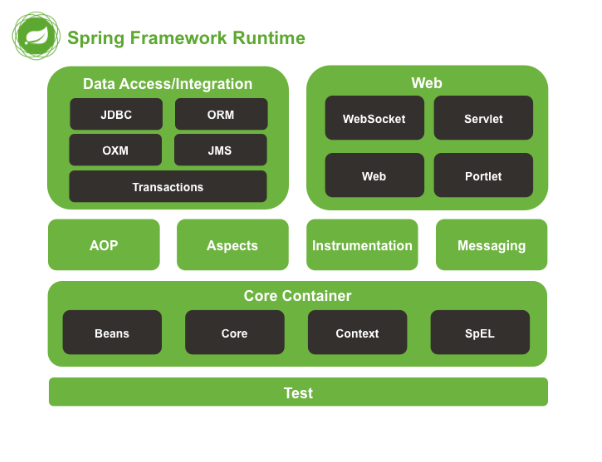 Spring Framework Runtime
Data Access/Integration
JDBC
ORM
OXM
JMS
Transactions
Web
WebSocket
Servlet
Web
Portlet
AOP
Aspects
Instrumentation
Messaging
Core Container
Beans
Core
Context
SpEL
Test